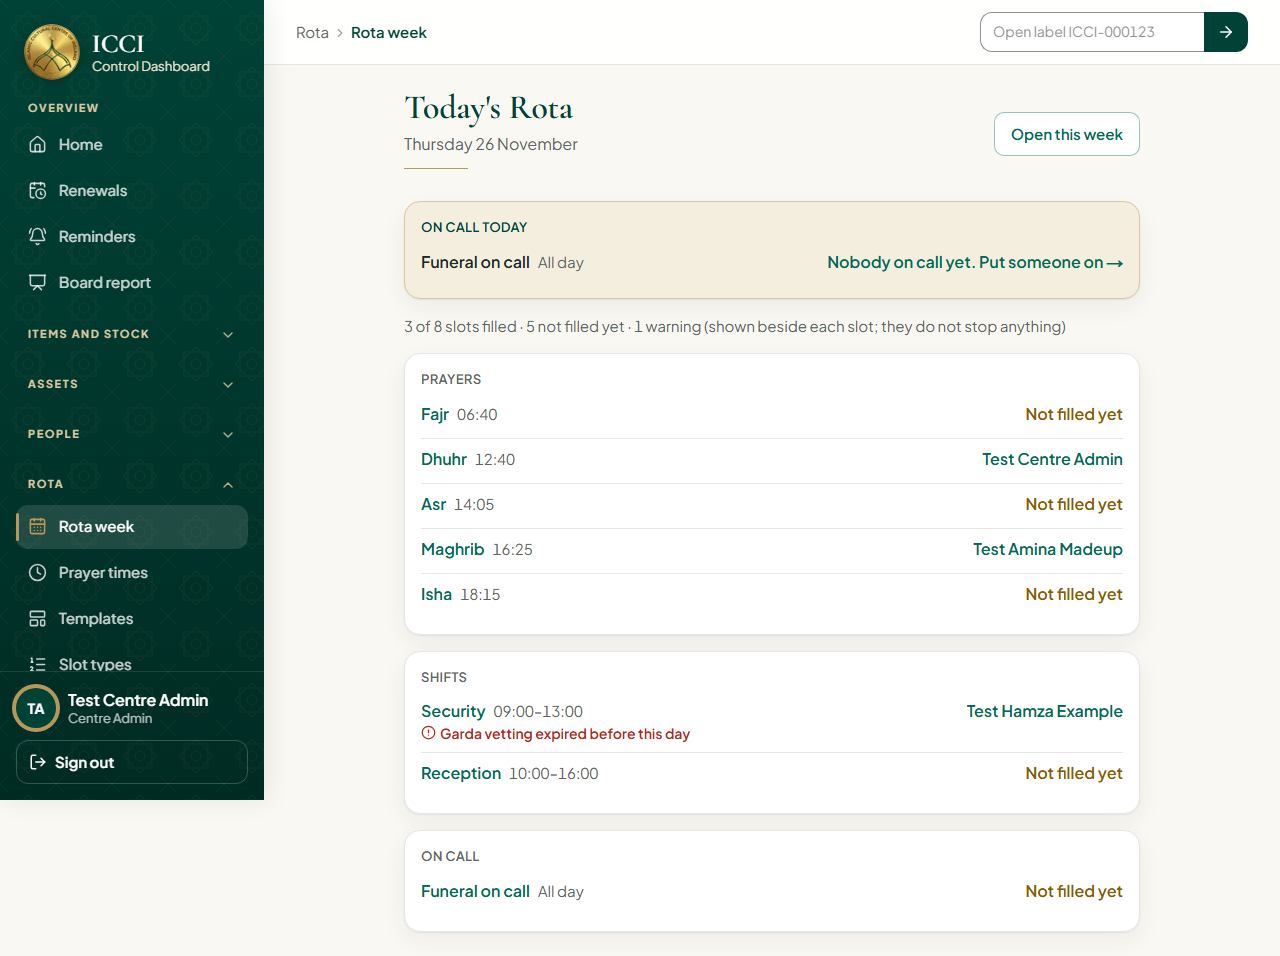 ICCI
Control Dashboard
OVERVIEW
Home
Renewals
Reminders
Board report
ITEMS AND STOCK
ASSETS
PEOPLE
ROTA
Rota week
Prayer times
Templates
Slot types
TA
Test Centre Admin
Centre Admin
Sign out
Rota › Rota week
Open label ICCI-000123
Today's Rota
Thursday 26 November
Open this week
ON CALL TODAY
Funeral on call All day Nobody on call yet. Put someone on →
3 of 8 slots filled · 5 not filled yet · 1 warning (shown beside each slot; they do not stop anything)
PRAYERS
Fajr 06:40 Not filled yet
Dhuhr 12:40 Test Centre Admin
Asr 14:05 Not filled yet
Maghrib 16:25 Test Amina Madeup
Isha 18:15 Not filled yet
SHIFTS
Security 09:00–13:00 Test Hamza Example
Garda vetting expired before this day
Reception 10:00–16:00 Not filled yet
ON CALL
Funeral on call All day Not filled yet